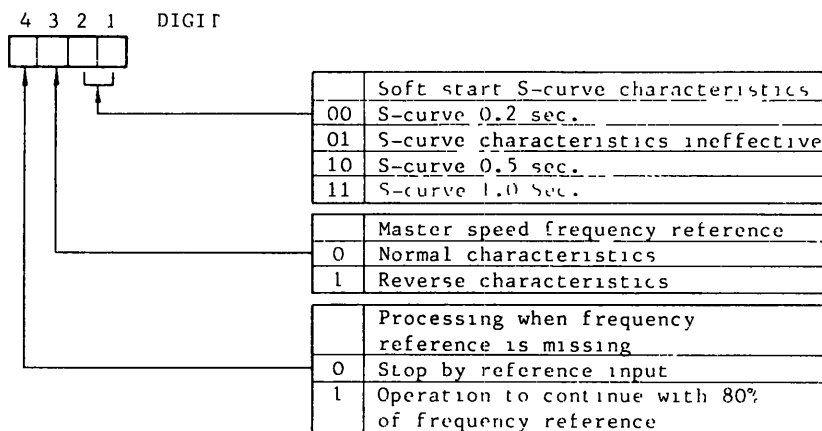 4 3 2 1 DIGIT
Soft start S-curve characteristics
00 S-curve 0.2 sec.
01 S-curve characteristics ineffective
10 S-curve 0.5 sec.
11 S-curve 1.0 Sec.
Master speed frequency reference
0 Normal characteristics
1 Reverse characteristics
Processing when frequency
reference is missing
0 Stop by reference input
1 Operation to continue with 80%
of frequency reference